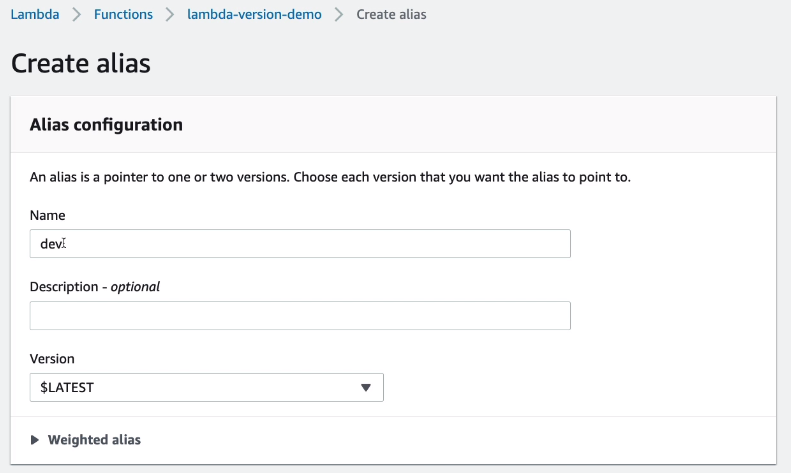 Lambda > Functions > lambda-version-demo > Create alias
Create alias
Alias configuration
An alias is a pointer to one or two versions. Choose each version that you want the alias to point to.
Name
dev
Description - optional
Version
$LATEST
Weighted alias